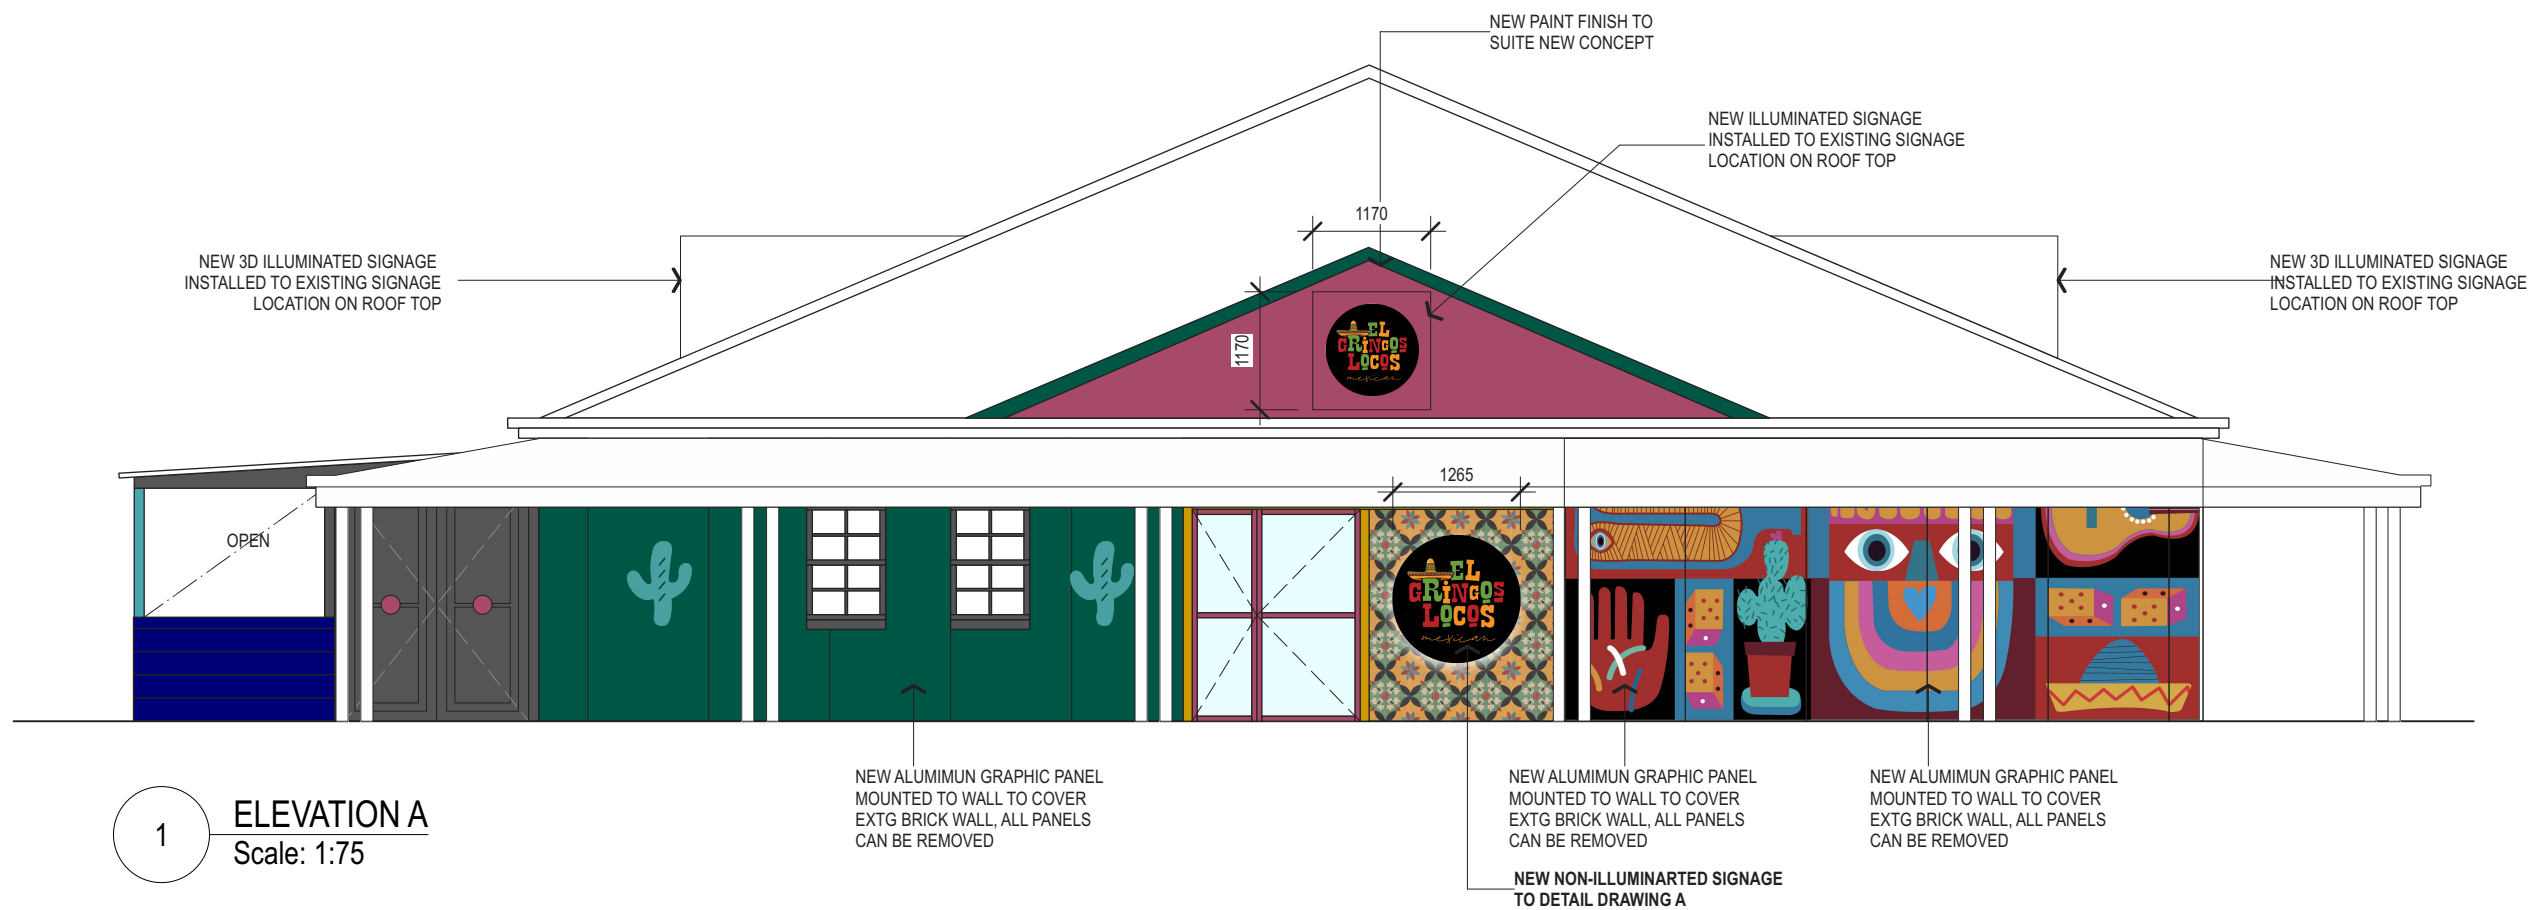 NEW PAINT FINISH TO
SUITE NEW CONCEPT
NEW ILLUMINATED SIGNAGE
INSTALLED TO EXISTING SIGNAGE
LOCATION ON ROOF TOP
1170
NEW 3D ILLUMINATED SIGNAGE
INSTALLED TO EXISTING SIGNAGE
LOCATION ON ROOF TOP
NEW 3D ILLUMINATED SIGNAGE
INSTALLED TO EXISTING SIGNAGE
LOCATION ON ROOF TOP
1170
EL
GRINGOS
LOCOS
mexican
1265
OPEN
EL
GRINGOS
LOCOS
mexican
NEW ALUMIMUN GRAPHIC PANEL
MOUNTED TO WALL TO COVER
EXTG BRICK WALL, ALL PANELS
CAN BE REMOVED
NEW ALUMIMUN GRAPHIC PANEL
MOUNTED TO WALL TO COVER
EXTG BRICK WALL, ALL PANELS
CAN BE REMOVED
NEW ALUMIMUN GRAPHIC PANEL
MOUNTED TO WALL TO COVER
EXTG BRICK WALL, ALL PANELS
CAN BE REMOVED
1
ELEVATION A
Scale: 1:75
NEW NON-ILLUMINARTED SIGNAGE
TO DETAIL DRAWING A